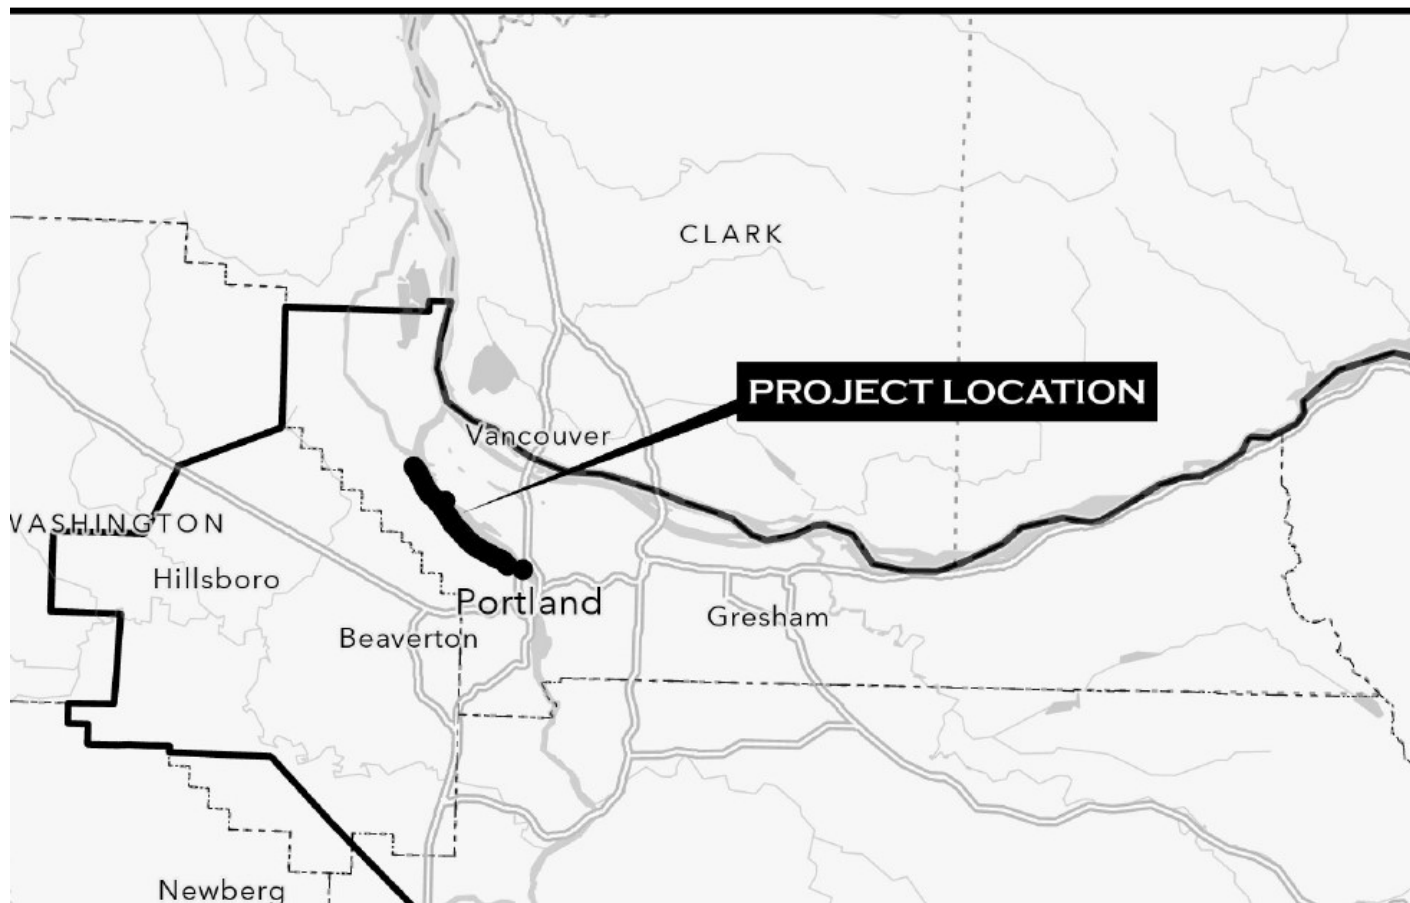 CLARK
PROJECT LOCATION
Vancouver
WASHINGTON
Hillsboro
Portland
Beaverton
Gresham
Newberg